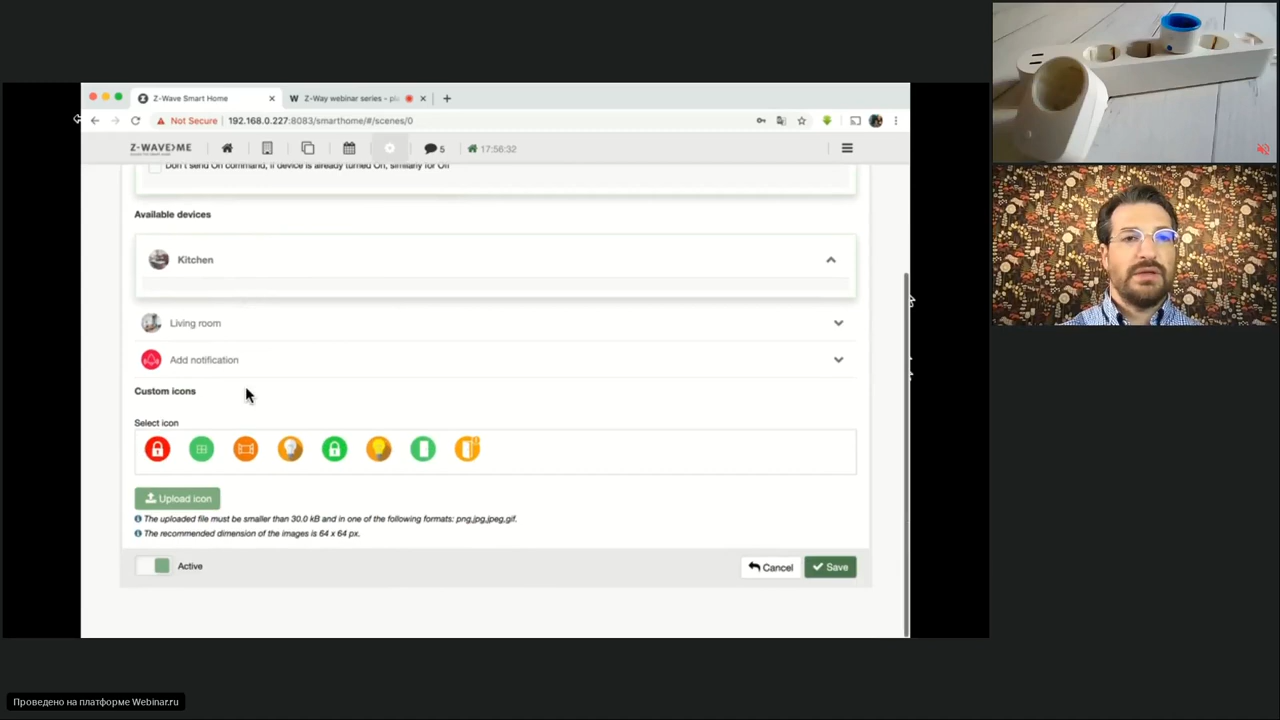 Z-Wave Smart Home
Z-Way webinar series - pla
Not Secure
192.168.0.227:8083/smarthome/#/scenes/0
Z-WAVE>ME
5
17:56:32
Don't send On command, if device is already turned On, similarly for Off
Available devices
Kitchen
Living room
Add notification
Custom icons
Select icon
Upload icon
The uploaded file must be smaller than 30.0 kB and in one of the following formats: png,jpg,jpeg,gif.
The recommended dimension of the images is 64 x 64 px.
Active
Cancel
Save
Проведено на платформе Webinar.ru